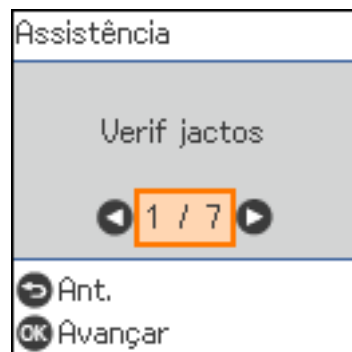 Assistência
Verif jactos
1 / 7
Ant.
OK Avançar